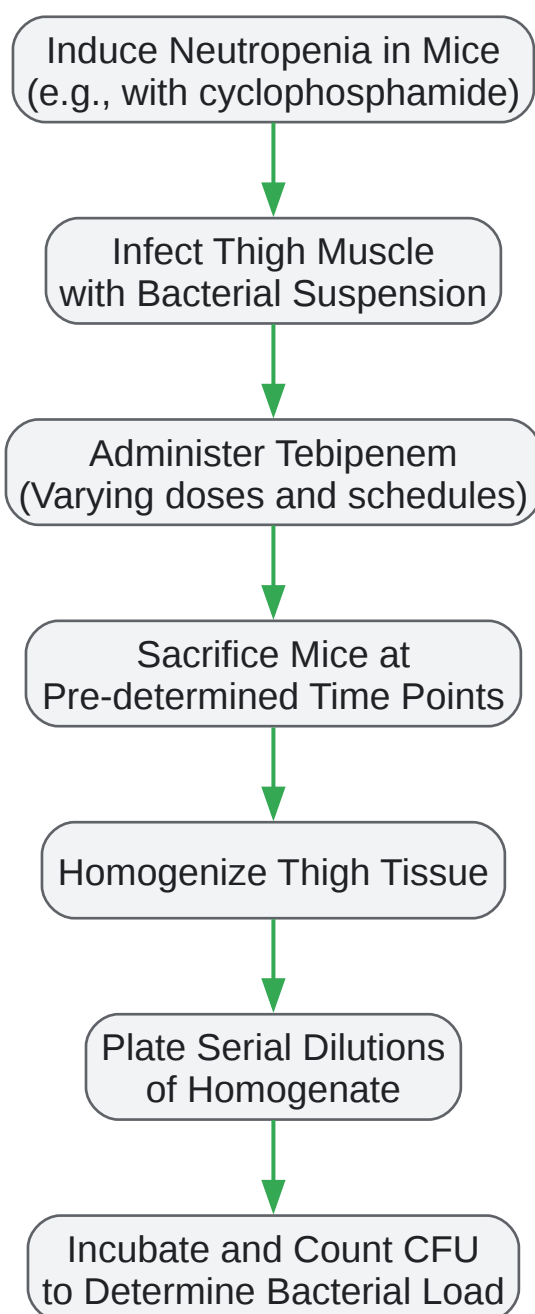 Induce Neutropenia in Mice
(e.g., with cyclophosphamide)
Infect Thigh Muscle
with Bacterial Suspension
Administer Tebipenem
(Varying doses and schedules)
Sacrifice Mice at
Pre-determined Time Points
Homogenize Thigh Tissue
Plate Serial Dilutions
of Homogenate
Incubate and Count CFU
to Determine Bacterial Load